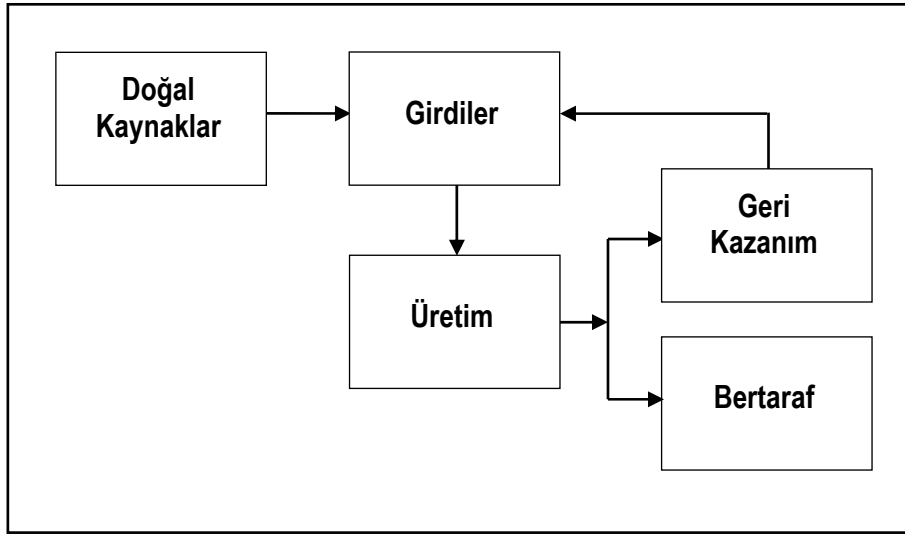 Doğal
Kaynaklar
Girdiler
Geri
Kazanım
Üretim
Bertaraf